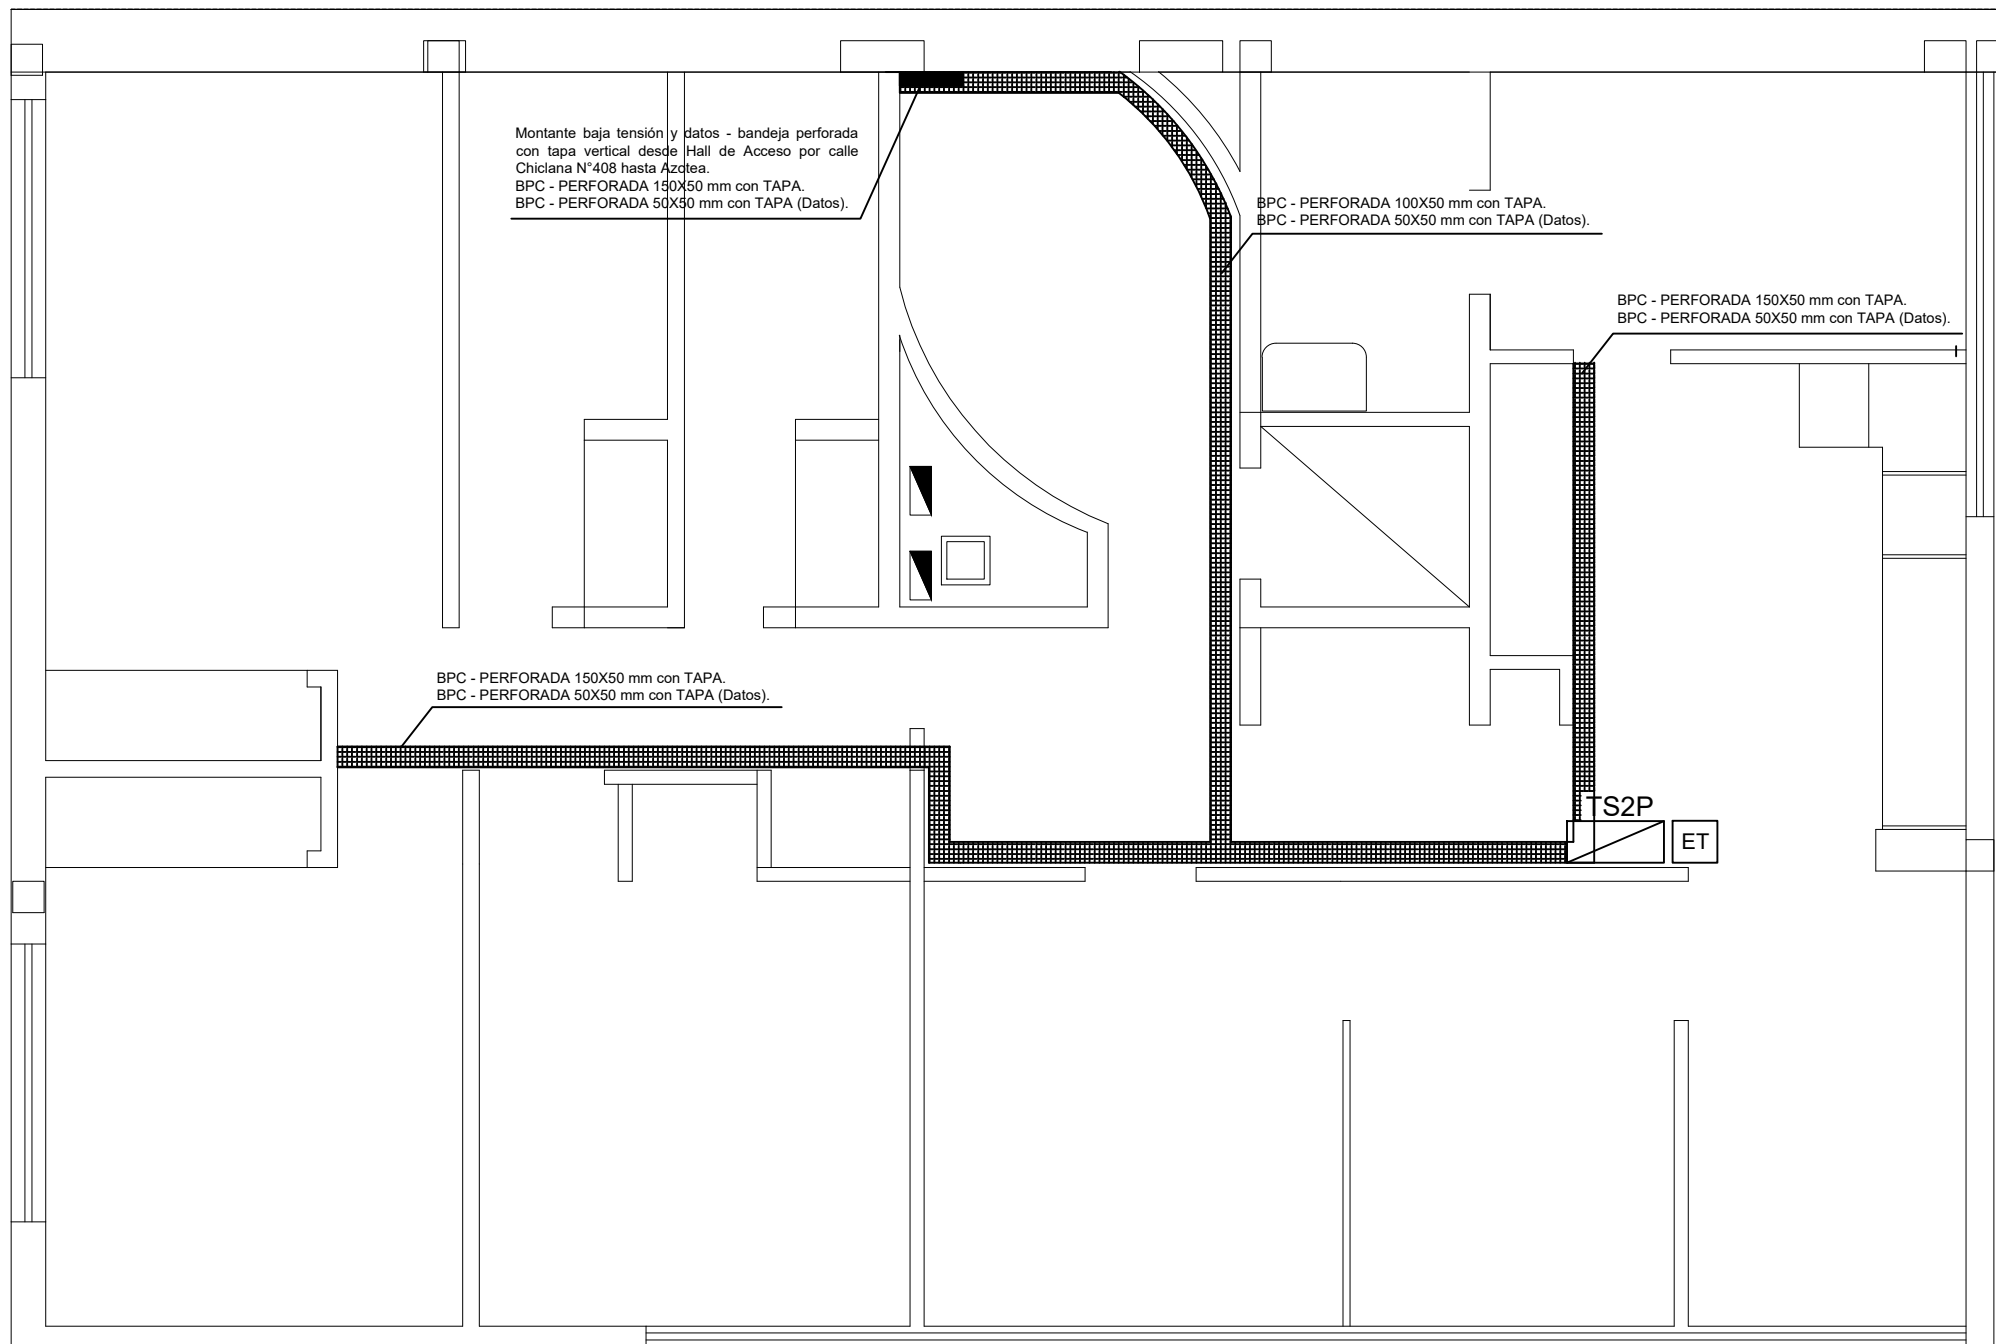 Montante baja tensión y datos - bandeja perforada
con tapa vertical desde Hall de Acceso por calle
Chiclana N°408 hasta Azotea.
BPC - PERFORADA 150X50 mm con TAPA.
BPC - PERFORADA 50X50 mm con TAPA (Datos).
BPC - PERFORADA 100X50 mm con TAPA.
BPC - PERFORADA 50X50 mm con TAPA (Datos).
BPC - PERFORADA 150X50 mm con TAPA.
BPC - PERFORADA 50X50 mm con TAPA (Datos).
BPC - PERFORADA 150X50 mm con TAPA.
BPC - PERFORADA 50X50 mm con TAPA (Datos).
TS2P
ET